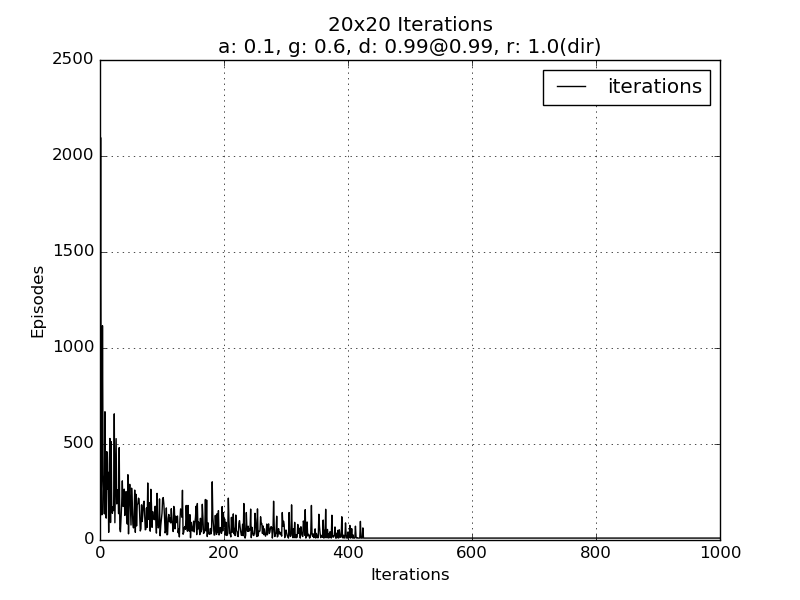 20x20 Iterations
a: 0.1, g: 0.6, d: 0.99@0.99, r: 1.0(dir)
iterations
2500
2000
1500
1000
500
0
Episodes
0 200 400 600 800 1000
Iterations